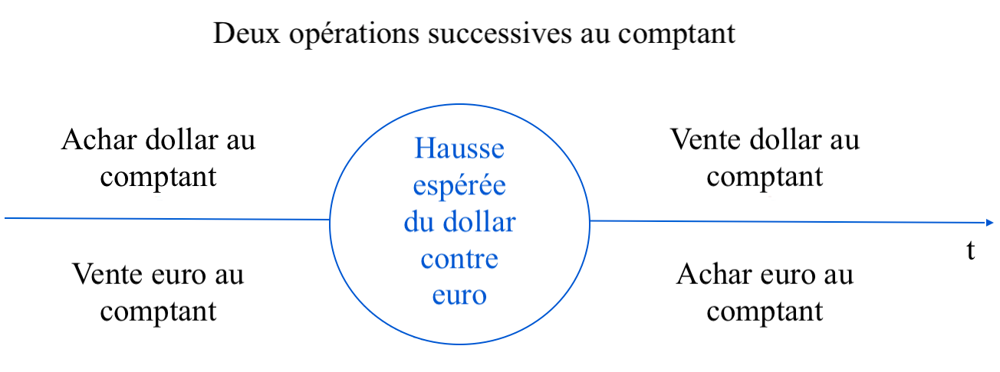 Deux opérations successives au comptant
Achar dollar au
comptant
Vente euro au
comptant
Hausse
espérée
du dollar
contre
euro
Vente dollar au
comptant
Achar euro au
comptant
t